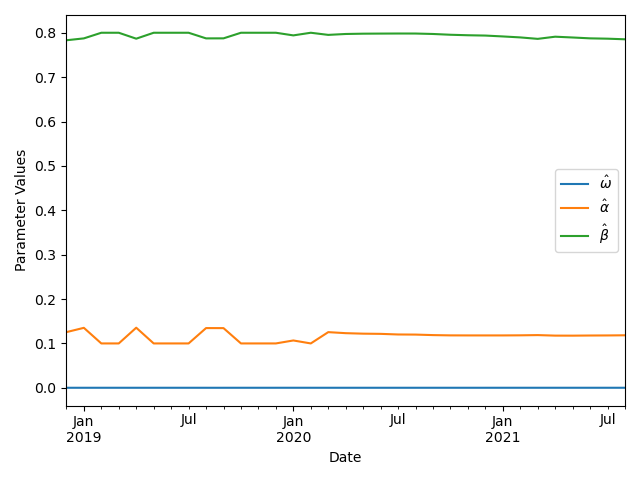 0.8
0.7
0.6
0.5
0.4
0.3
0.2
0.1
0.0
Parameter Values
ω̂
α̂
β̂
Jan Jul Jan Jul Jan Jul
2019 2020 2021
Date